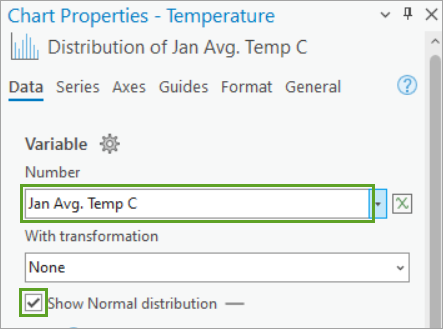 Chart Properties - Temperature
Distribution of Jan Avg. Temp C
Data Series Axes Guides Format General
?
Variable
Number
Jan Avg. Temp C
With transformation
None
Show Normal distribution